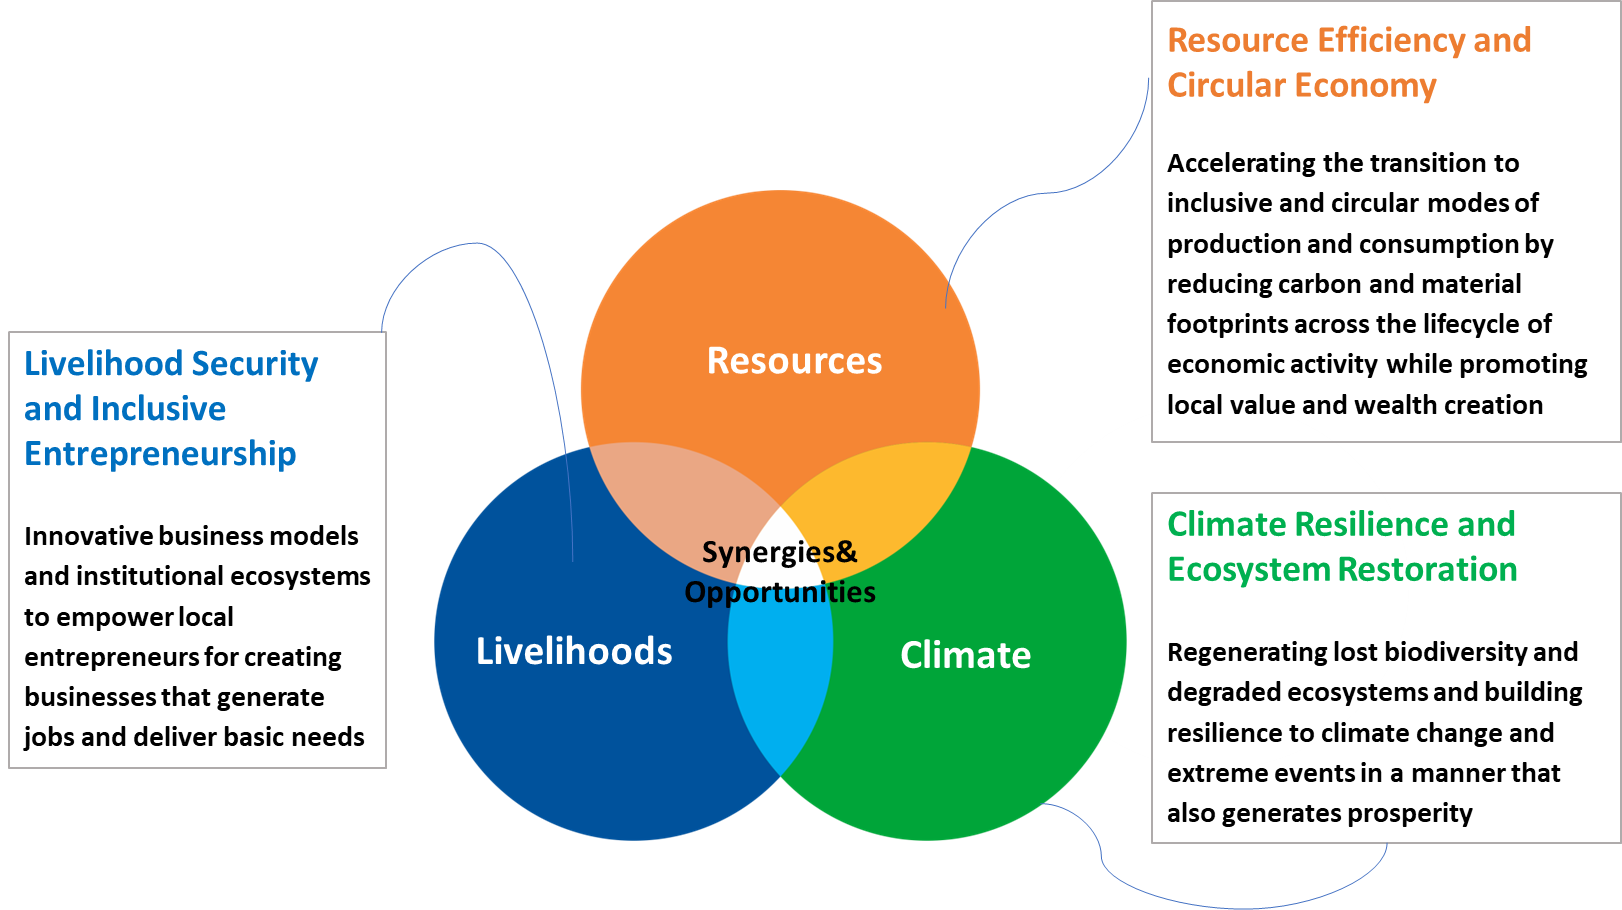 Resource Efficiency and
Circular Economy
Accelerating the transition to
inclusive and circular modes of
production and consumption by
reducing carbon and material
footprints across the lifecycle of
economic activity while promoting
local value and wealth creation
Livelihood Security
and Inclusive
Entrepreneurship
Innovative business models
and institutional ecosystems
to empower local
entrepreneurs for creating
businesses that generate
jobs and deliver basic needs
Resources
Synergies&
Opportunities
Livelihoods
Climate
Climate Resilience and
Ecosystem Restoration
Regenerating lost biodiversity and
degraded ecosystems and building
resilience to climate change and
extreme events in a manner that
also generates prosperity